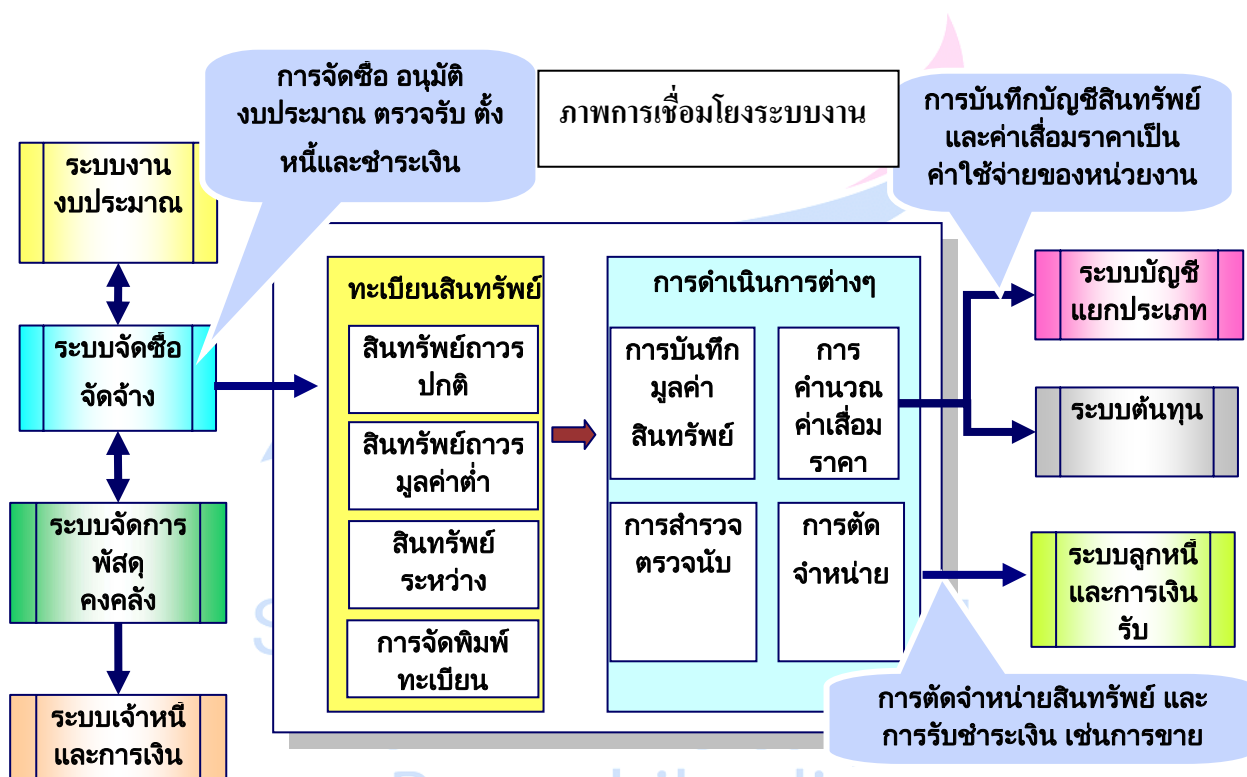 ภาพการเชื่อมโยงระบบงาน
การจัดซื้อ อนุมัติ
งบประมาณ ตรวจรับ ตั้ง
หนี้และชำระเงิน
การบันทึกบัญชีสินทรัพย์
และค่าเสื่อมราคาเป็น
ค่าใช้จ่ายของหน่วยงาน
ระบบงาน
งบประมาณ
ระบบจัดซื้อ
จัดจ้าง
ระบบจัดการ
พัสดุ
คงคลัง
ระบบเจ้าหนี้
และการเงิน
ทะเบียนสินทรัพย์
สินทรัพย์ถาวร
ปกติ
สินทรัพย์ถาวร
มูลค่าต่ำ
สินทรัพย์
ระหว่าง
การจัดพิมพ์
ทะเบียน
การดำเนินการต่างๆ
การบันทึก
มูลค่า
สินทรัพย์
การ
คำนวณ
ค่าเสื่อม
ราคา
การสำรวจ
ตรวจนับ
การตัด
จำหน่าย
ระบบบัญชี
แยกประเภท
ระบบต้นทุน
ระบบลูกหนี้
และการเงิน
รับ
การตัดจำหน่ายสินทรัพย์ และ
การรับชำระเงิน เช่นการขาย